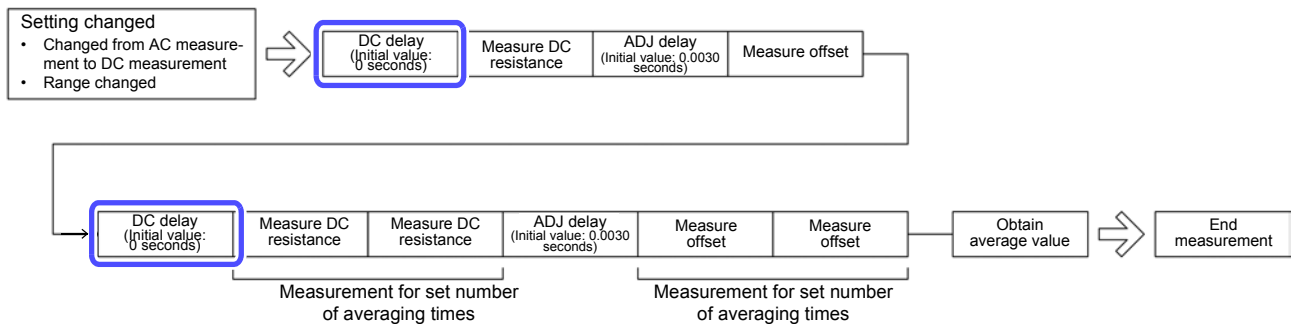 Setting changed
• Changed from AC measure-
ment to DC measurement
• Range changed
DC delay
(Initial value:
0 seconds)
Measure DC
resistance
ADJ delay
(Initial value: 0.0030
seconds)
Measure offset
DC delay
(Initial value:
0 seconds)
Measure DC
resistance
Measure DC
resistance
ADJ delay
(Initial value: 0.0030
seconds)
Measure
offset
Measure
offset
Obtain
average value
End
measurement
Measurement for set number
of averaging times
Measurement for set number
of averaging times